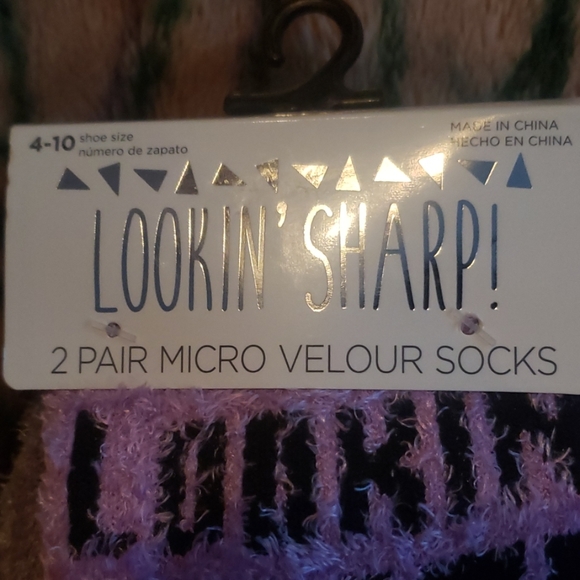 4-10 shoe size
número de zapato
MADE IN CHINA
HECHO EN CHINA
LOOKIN' SHARP!
2 PAIR MICRO VELOUR SOCKS